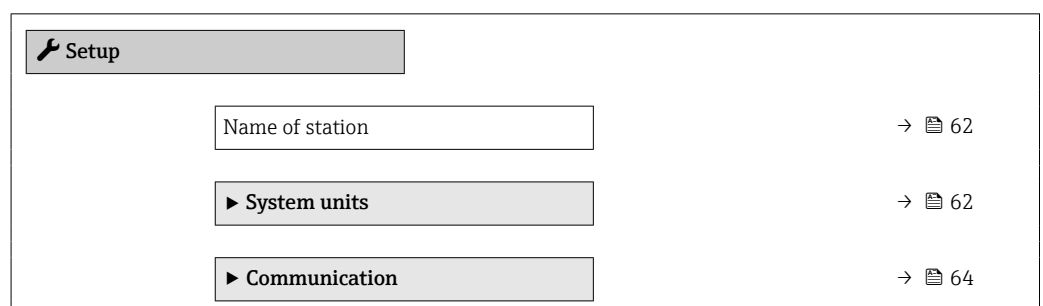 Setup
Name of station → 62
▶ System units → 62
▶ Communication → 64